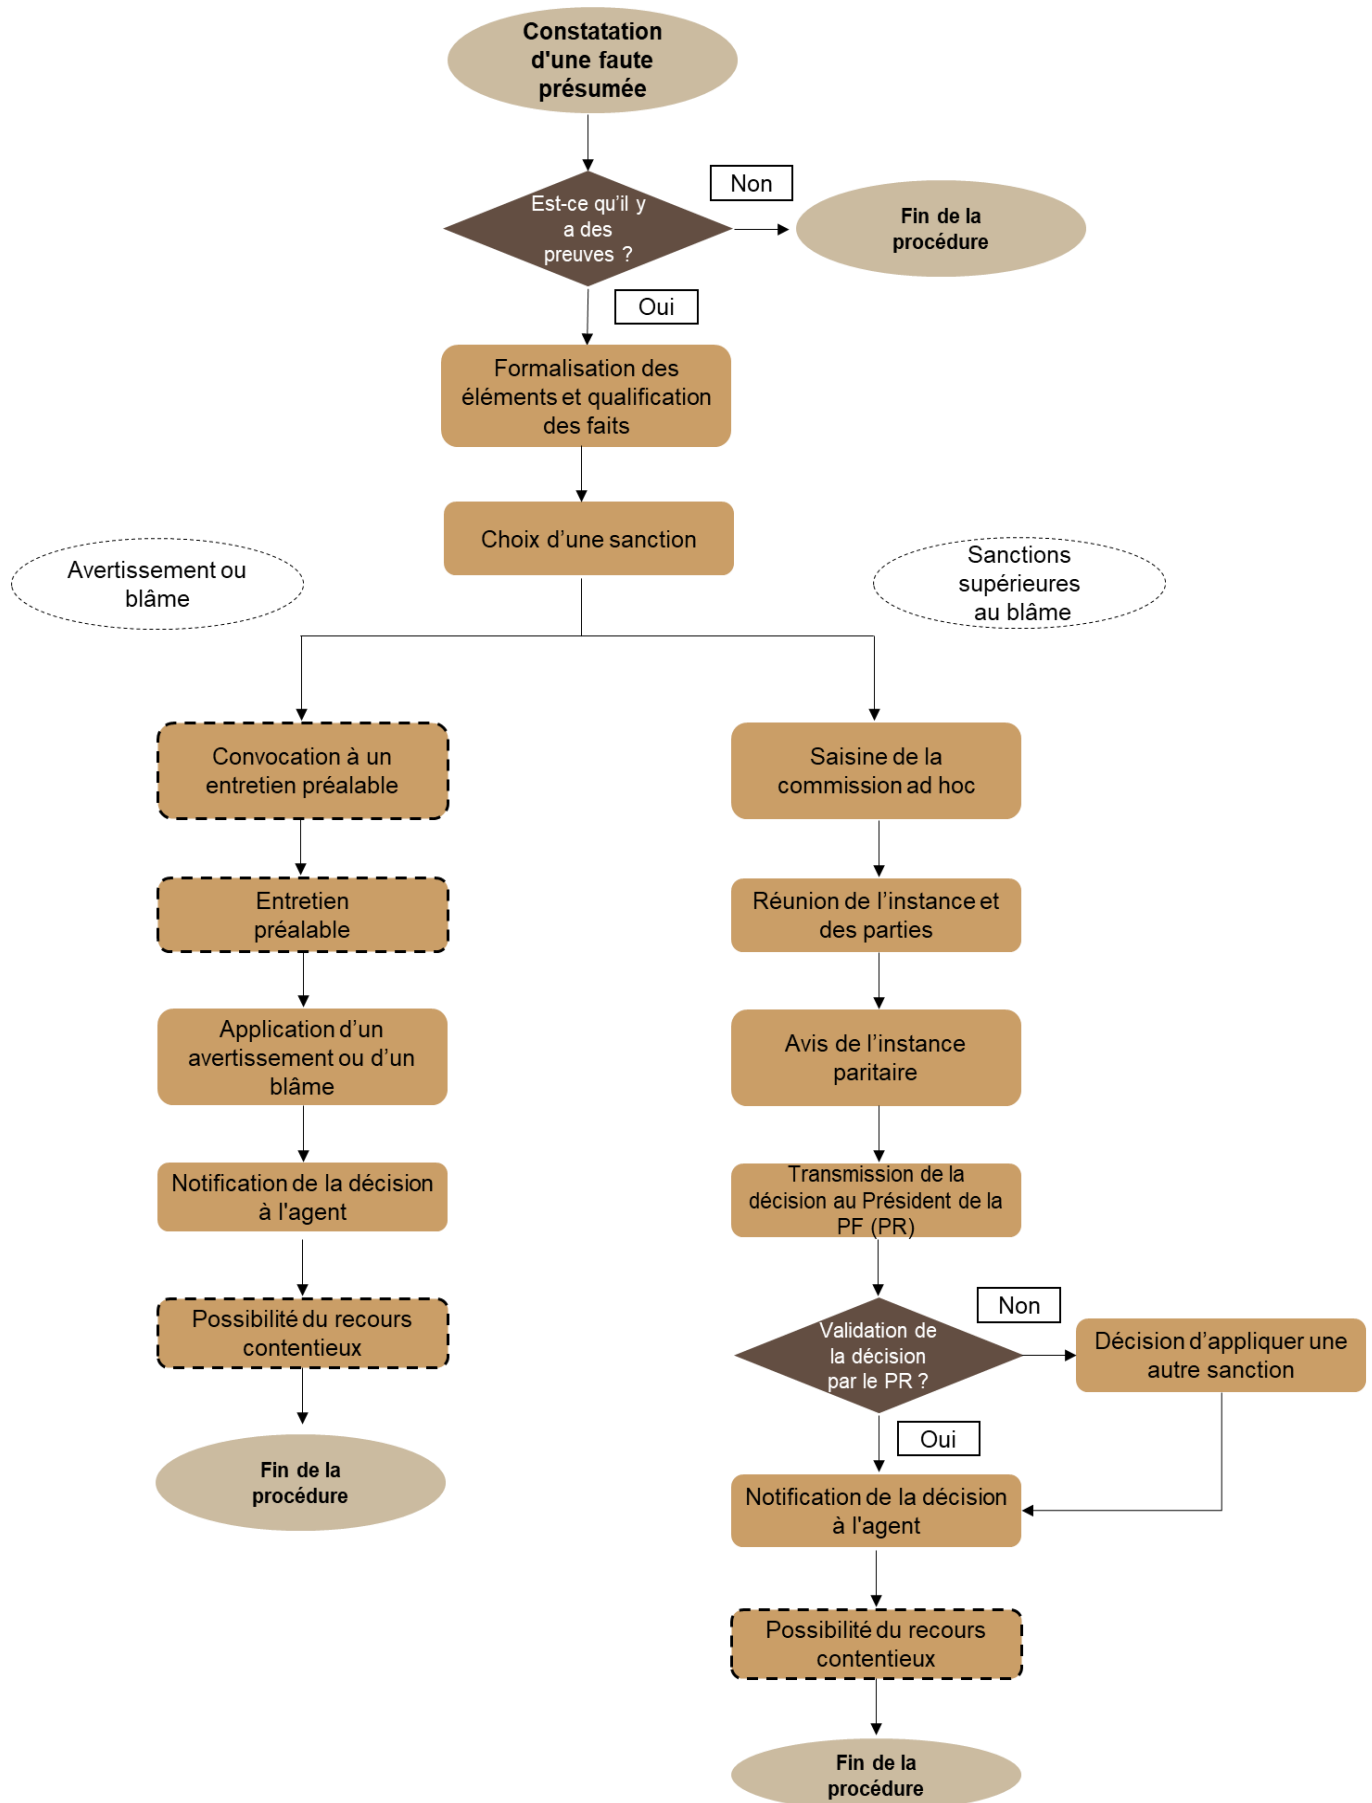 Constatation
d'une faute
présumée
Non
Est-ce qu’il y
a des
preuves ?
Fin de la
procédure
Oui
Formalisation des
éléments et qualification
des faits
Choix d’une sanction
Avertissement ou
blâme
Sanctions
supérieures
au blâme
Convocation à un
entretien préalable
Entretien
préalable
Application d’un
avertissement ou d’un
blâme
Notification de la décision
à l'agent
Possibilité du recours
contentieux
Fin de la
procédure
Saisine de la
commission ad hoc
Réunion de l’instance et
des parties
Avis de l’instance
paritaire
Transmission de la
décision au Président de la
PF (PR)
Non
Validation de
la décision
par le PR ?
Décision d’appliquer une
autre sanction
Oui
Notification de la décision
à l'agent
Possibilité du recours
contentieux
Fin de la
procédure